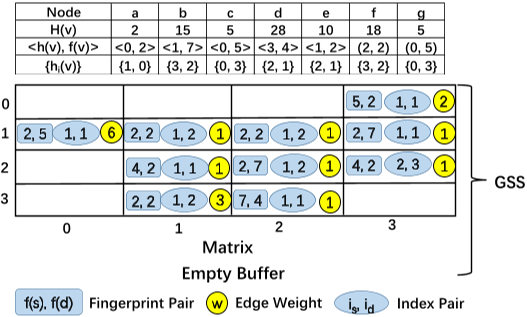 Node a b c d e f g
H(v) 2 15 5 28 10 18 5
<h(v), f(v)> <0, 2> <1, 7> <0, 5> <3, 4> <1, 2> (2, 2) (0, 5)
{hᵢ(v)} {1, 0} {3, 2} {0, 3} {2, 1} {2, 1} {3, 2} {0, 3}
0 5, 2 1, 1 2
1 2, 5 1, 1 6 2, 2 1, 2 1 2, 2 1, 2 1 2, 7 1, 1 1
2 4, 2 1, 1 1 2, 7 1, 2 1 4, 2 2, 3 1
3 2, 2 1, 2 3 7, 4 1, 1 1
GSS
0 1 2 3
Matrix
Empty Buffer
f(s), f(d) Fingerprint Pair w Edge Weight iₛ, i_d Index Pair